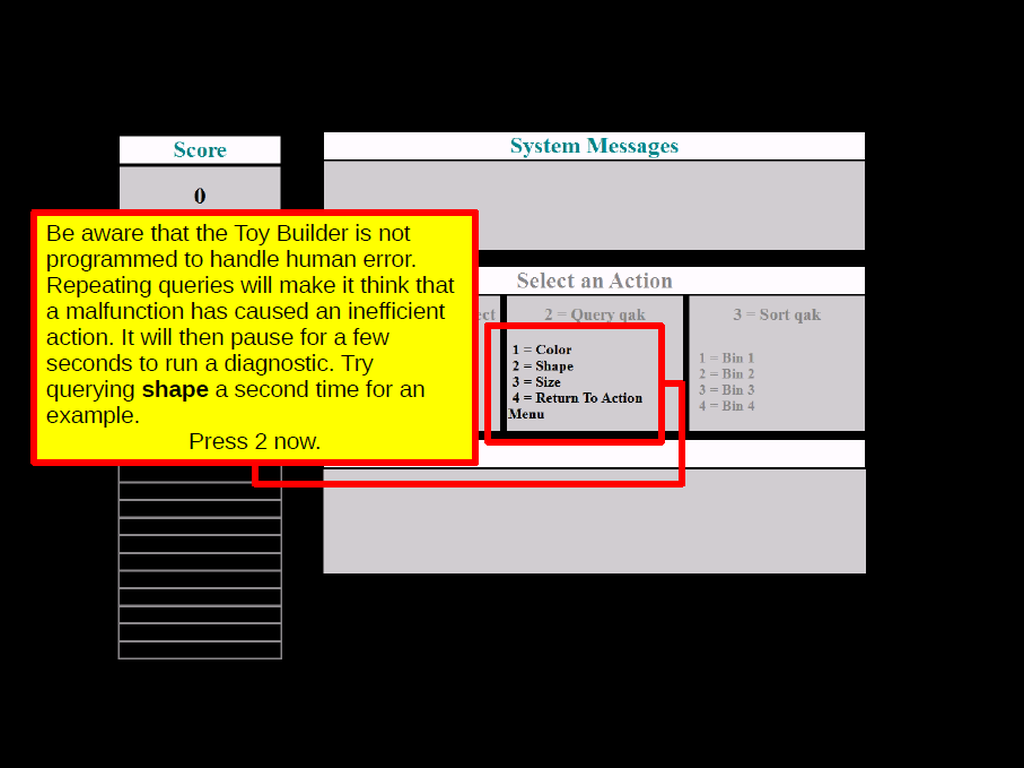 Score
System Messages
0
Be aware that the Toy Builder is not
programmed to handle human error.
Repeating queries will make it think that
a malfunction has caused an inefficient
action. It will then pause for a few
seconds to run a diagnostic. Try
querying shape a second time for an
example.
Press 2 now.
Select an Action
2 = Query qak
1 = Color
2 = Shape
3 = Size
4 = Return To Action
Menu
3 = Sort qak
1 = Bin 1
2 = Bin 2
3 = Bin 3
4 = Bin 4